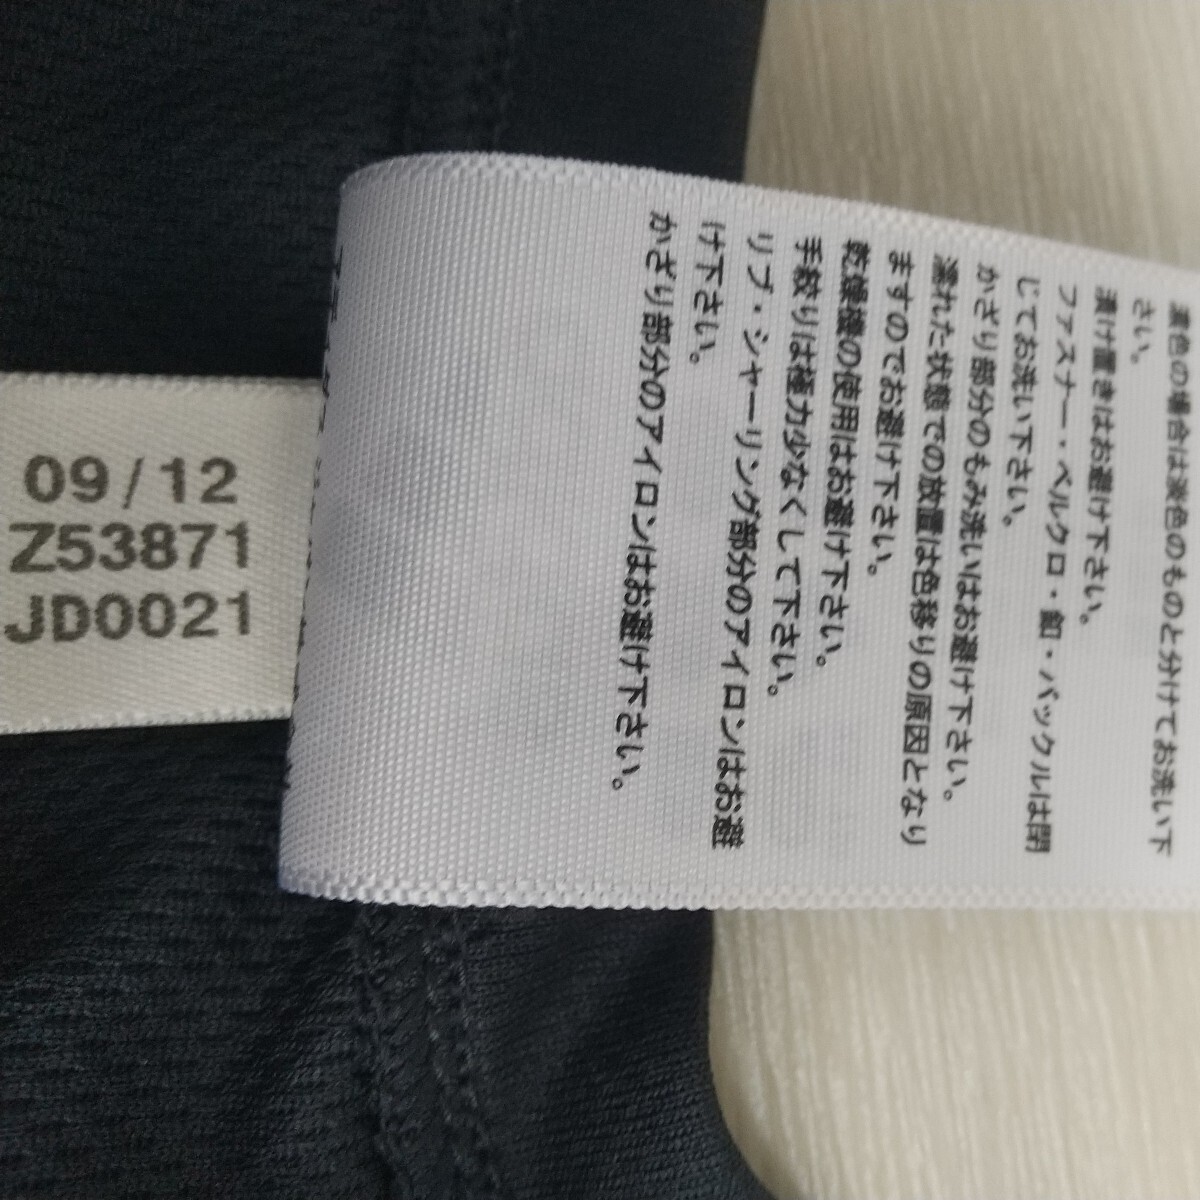 09/12
Z53871
JD0021
濃色の場合は淡色のものと分けてお洗い下
さい。
漬け置きはお避け下さい。
ファスナー・ベルクロ・釦・バックルは閉
じてお洗い下さい。
かざり部分のもみ洗いはお避け下さい。
濡れた状態での放置は色移りの原因となり
ますのでお避け下さい。
乾燥機の使用はお避け下さい。
手絞りは極力少なくして下さい。
リブ・シャーリング部分のアイロンはお避
け下さい。
かざり部分のアイロンはお避け下さい。